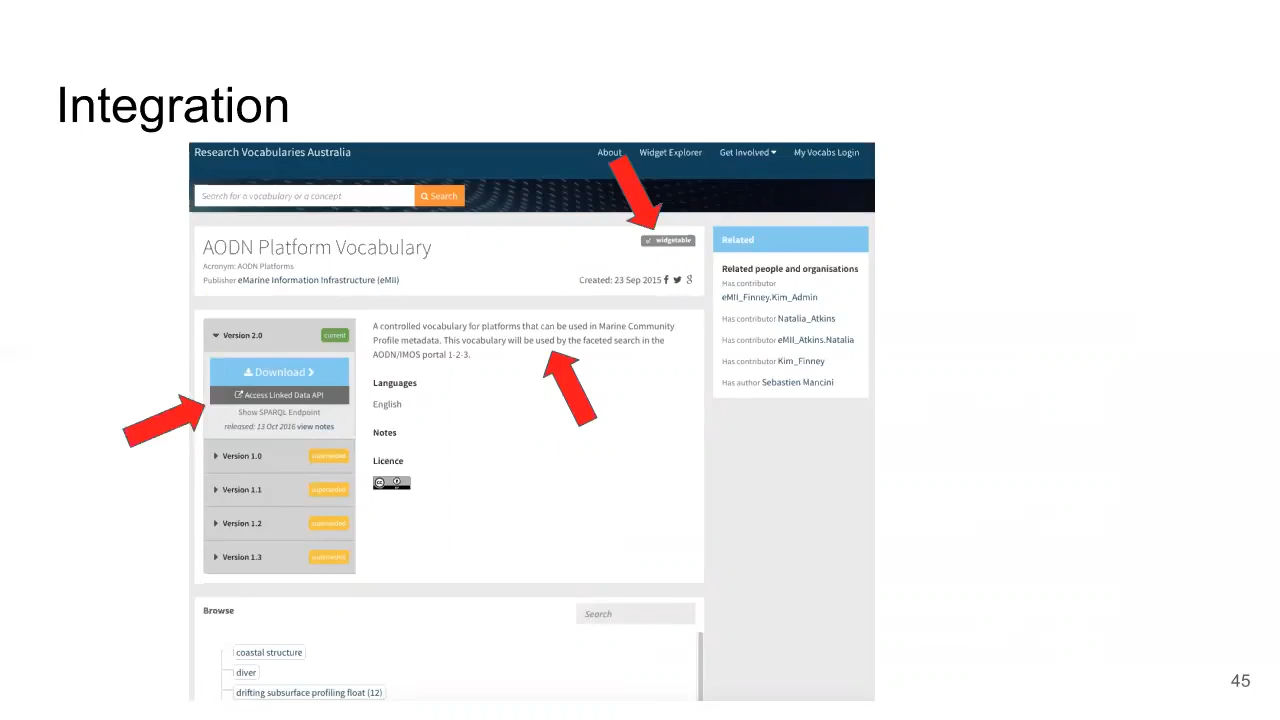 Integration
Research Vocabularies Australia
About
Widget Explorer
Get Involved
My Vocabs Login
Search for a vocabulary or a concept
Search
AODN Platform Vocabulary
widgetable
Acronym: AODN Platforms
Publisher eMarine Information Infrastructure (eMII)
Created: 23 Sep 2015
Version 2.0
current
Download
Access Linked Data API
Show SPARQL Endpoint
released: 13 Oct 2016 view notes
Version 1.0
superseded
Version 1.1
superseded
Version 1.2
superseded
Version 1.3
superseded
A controlled vocabulary for platforms that can be used in Marine Community
Profile metadata. This vocabulary will be used by the faceted search in the
AODN/IMOS portal 1-2-3.
Languages
English
Notes
Licence
Related
Related people and organisations
Has contributor
eMII_Finney.Kim_Admin
Has contributor Natalia_Atkins
Has contributor eMII_Atkins.Natalia
Has contributor Kim_Finney
Has author Sebastien Mancini
Browse
Search
coastal structure
diver
drifting subsurface profiling float (12)
45